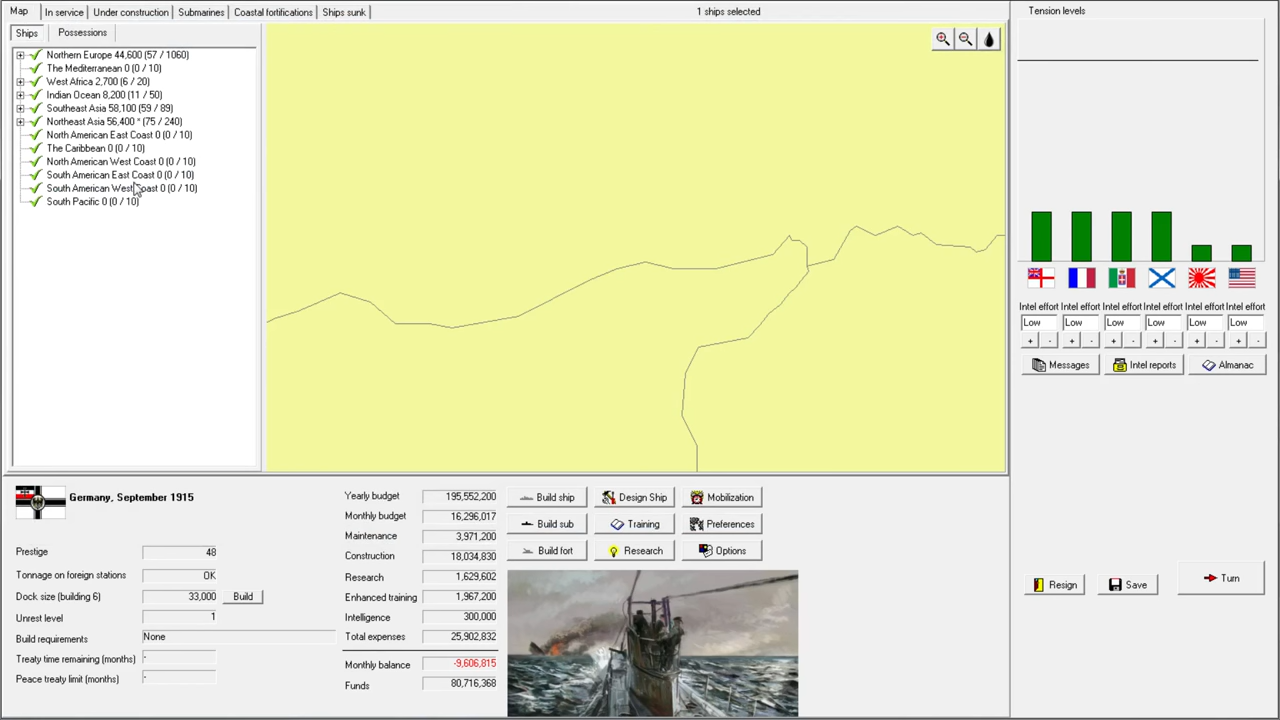 Map In service Under construction Submarines Coastal fortifications Ships sunk 1 ships selected Tension levels
Ships Possessions
Northern Europe 44,600 (57 / 1060)
The Mediterranean 0 (0 / 10)
West Africa 2,700 (6 / 20)
Indian Ocean 8,200 (11 / 50)
Southeast Asia 58,100 (59 / 89)
Northeast Asia 56,400 * (75 / 240)
North American East Coast 0 (0 / 10)
The Caribbean 0 (0 / 10)
North American West Coast 0 (0 / 10)
South American East Coast 0 (0 / 10)
South American West Coast 0 (0 / 10)
South Pacific 0 (0 / 10)
Intel effort Intel effort Intel effort Intel effort Intel effort Intel effort
Low Low Low Low Low Low
+ - + - + - + - + - + -
Messages Intel reports Almanac
Germany, September 1915
Prestige 48
Tonnage on foreign stations OK
Dock size (building 6) 33,000 Build
Unrest level 1
Build requirements None
Treaty time remaining (months) -
Peace treaty limit (months) -
Yearly budget 195,552,200
Monthly budget 16,296,017
Maintenance 3,971,200
Construction 18,034,830
Research 1,629,602
Enhanced training 1,967,200
Intelligence 300,000
Total expenses 25,902,832
Monthly balance -9,606,815
Funds 80,716,368
Build ship Design Ship Mobilization
Build sub Training Preferences
Build fort Research Options
Resign Save Turn